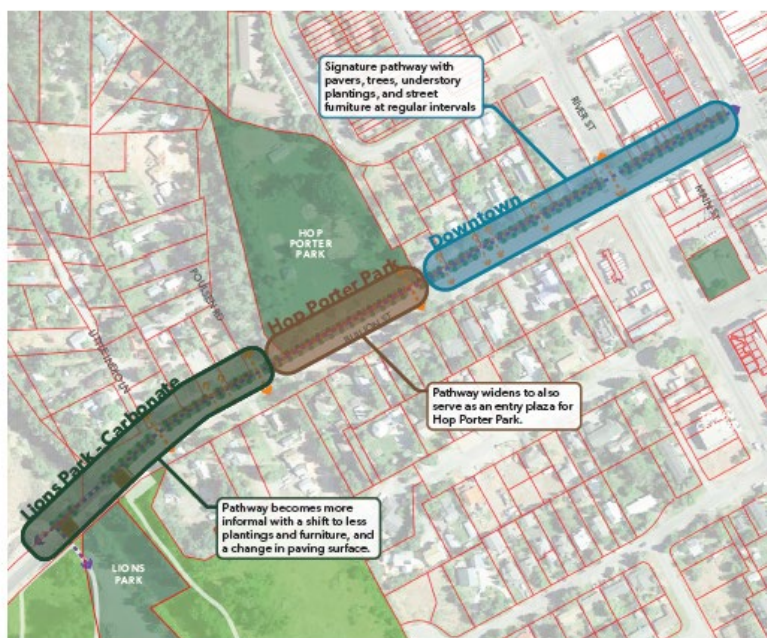 Signature pathway with
pavers, trees, understory
plantings, and street
furniture at regular intervals
RIVER ST
MAIN ST
Downtown
HOP
PORTER
PARK
Hop Porter Park
BULLION ST
Pathway widens to also
serve as an entry plaza for
Hop Porter Park.
Lions Park - Carbonate
Pathway becomes more
informal with a shift to less
plantings and furniture, and
a change in paving surface.
LIONS
PARK